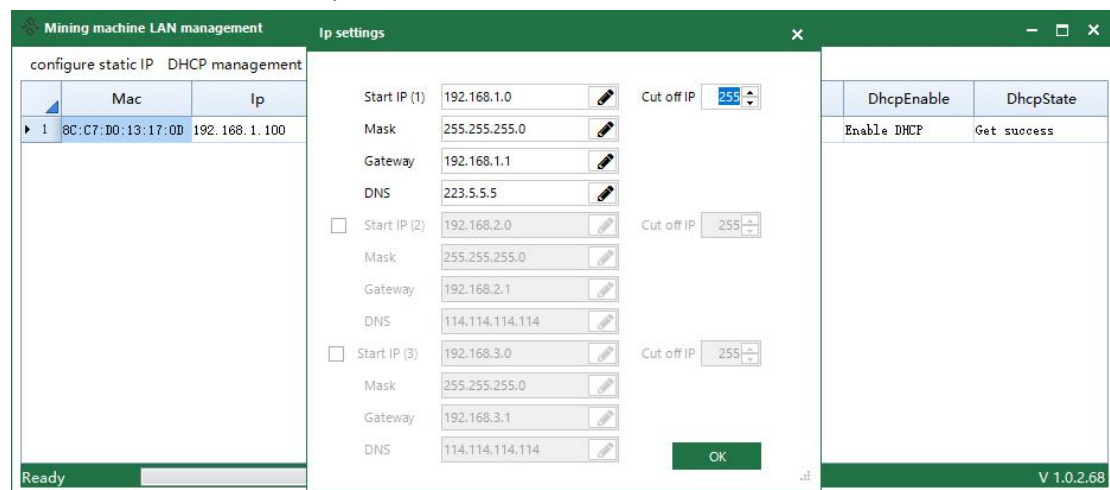 Mining machine LAN management
configure static IP DHCP management
Mac Ip DhcpEnable DhcpState
1 8C:C7:D0:13:17:0D 192.168.1.100 Enable DHCP Get success
Ip settings
Start IP (1) 192.168.1.0 Cut off IP 255
Mask 255.255.255.0
Gateway 192.168.1.1
DNS 223.5.5.5
Start IP (2) 192.168.2.0 Cut off IP 255
Mask 255.255.255.0
Gateway 192.168.2.1
DNS 114.114.114.114
Start IP (3) 192.168.3.0 Cut off IP 255
Mask 255.255.255.0
Gateway 192.168.3.1
DNS 114.114.114.114
OK
Ready V 1.0.2.68